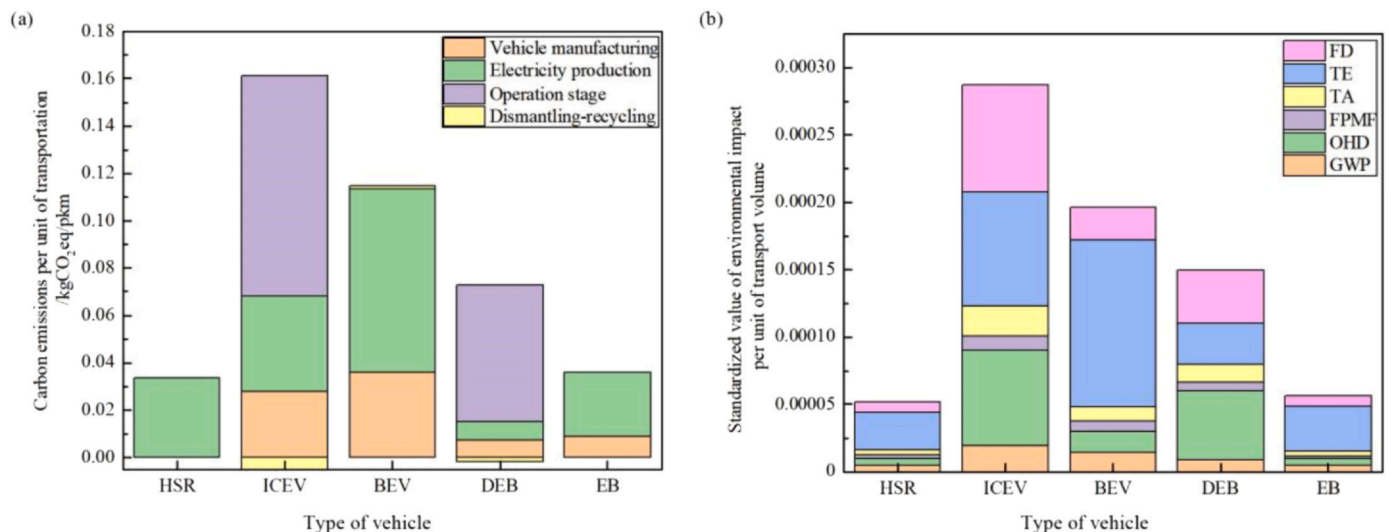 (a)
Carbon emissions per unit of transportation
/kgCO2eq/pkm
0.18
0.16
0.14
0.12
0.10
0.08
0.06
0.04
0.02
0.00
Vehicle manufacturing
Electricity production
Operation stage
Dismantling-recycling
HSR
ICEV
BEV
DEB
EB
Type of vehicle
(b)
Standardized value of environmental impact
per unit of transport volume
0.00030
0.00025
0.00020
0.00015
0.00010
0.00005
0
FD
TE
TA
FPMF
OHD
GWP
HSR
ICEV
BEV
DEB
EB
Type of vehicle